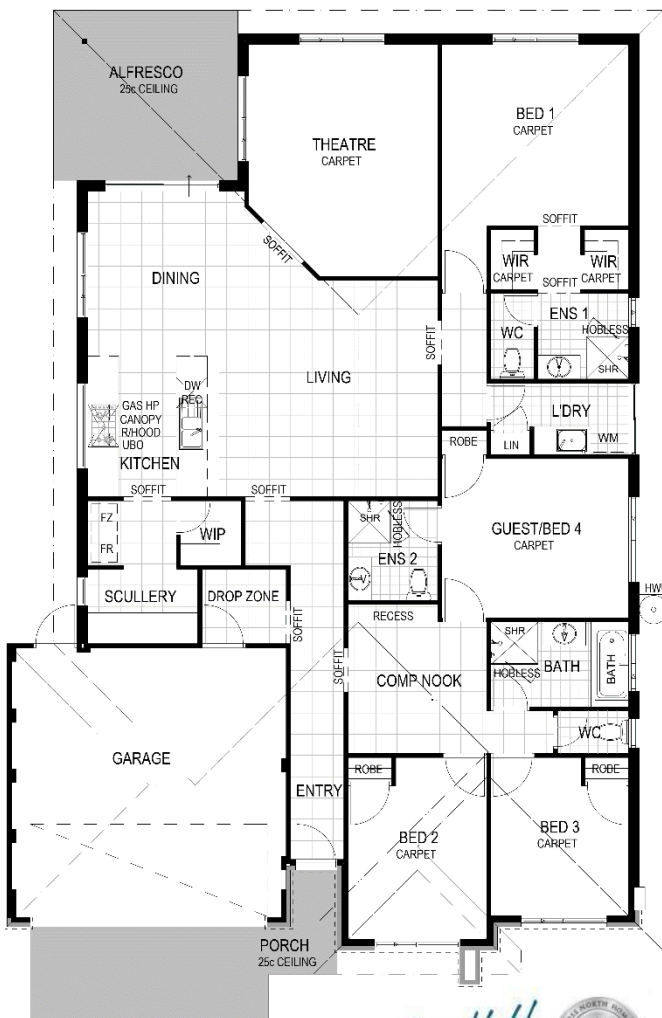 ALFRESCO
25c CEILING
THEATRE
CARPET
BED 1
CARPET
SOFFIT
WIR
CARPET
WIR
CARPET
SOFFIT
SOFFIT
DINING
ENS 1
HOBLESS
WC
SHR
SOFFIT
LIVING
DW
REC
GAS HP
CANOPY
R/HOOD
UBO
KITCHEN
L'DRY
LIN
WM
ROBE
SOFFIT
SOFFIT
FZ
FR
WIP
SHR
HOBLESS
ENS 2
GUEST/BED 4
CARPET
SCULLERY
DROP ZONE
SOFFIT
RECESS
SHR
HOBLESS
BATH
BATH
SOFFIT
COMP NOOK
WC
GARAGE
ENTRY
ROBE
ROBE
BED 2
CARPET
BED 3
CARPET
PORCH
25c CEILING